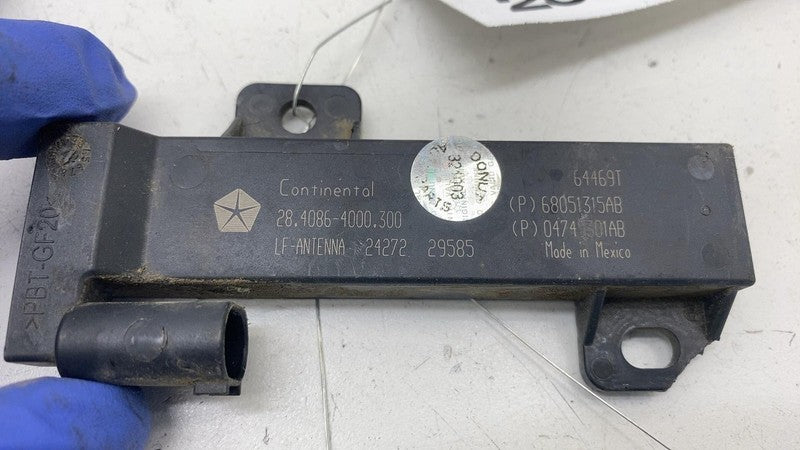 Continental
28.4086-4000.300
LF-ANTENNA 24272 29585
64469T
(P) 68051315AB
(P)
Made in Mexico
>>PBT-GF20<